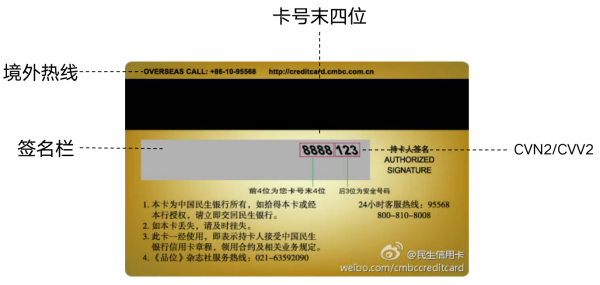 卡号末四位
境外热线
OVERSEAS CALL: +86-10-95568 http://creditcard.cmbc.com.cn
签名栏
8888 123
持卡人签名
AUTHORIZED
SIGNATURE
CVN2/CVV2
前4位为您卡号末4位 后3位为安全号码
1. 本卡为中国民生银行所有，如拾得本卡或经
本行授权，请立即交回民生银行。
2. 如本卡丢失，请及时挂失。
3. 此卡一经使用，即表示持卡人接受中国民生
银行信用卡章程，领用合约及相关业务规定。
4. 《品位》杂志社服务热线：021-63592090
24小时客服热线：95568
800-810-8008
@民生信用卡
weibo.com/cmbccreditcard